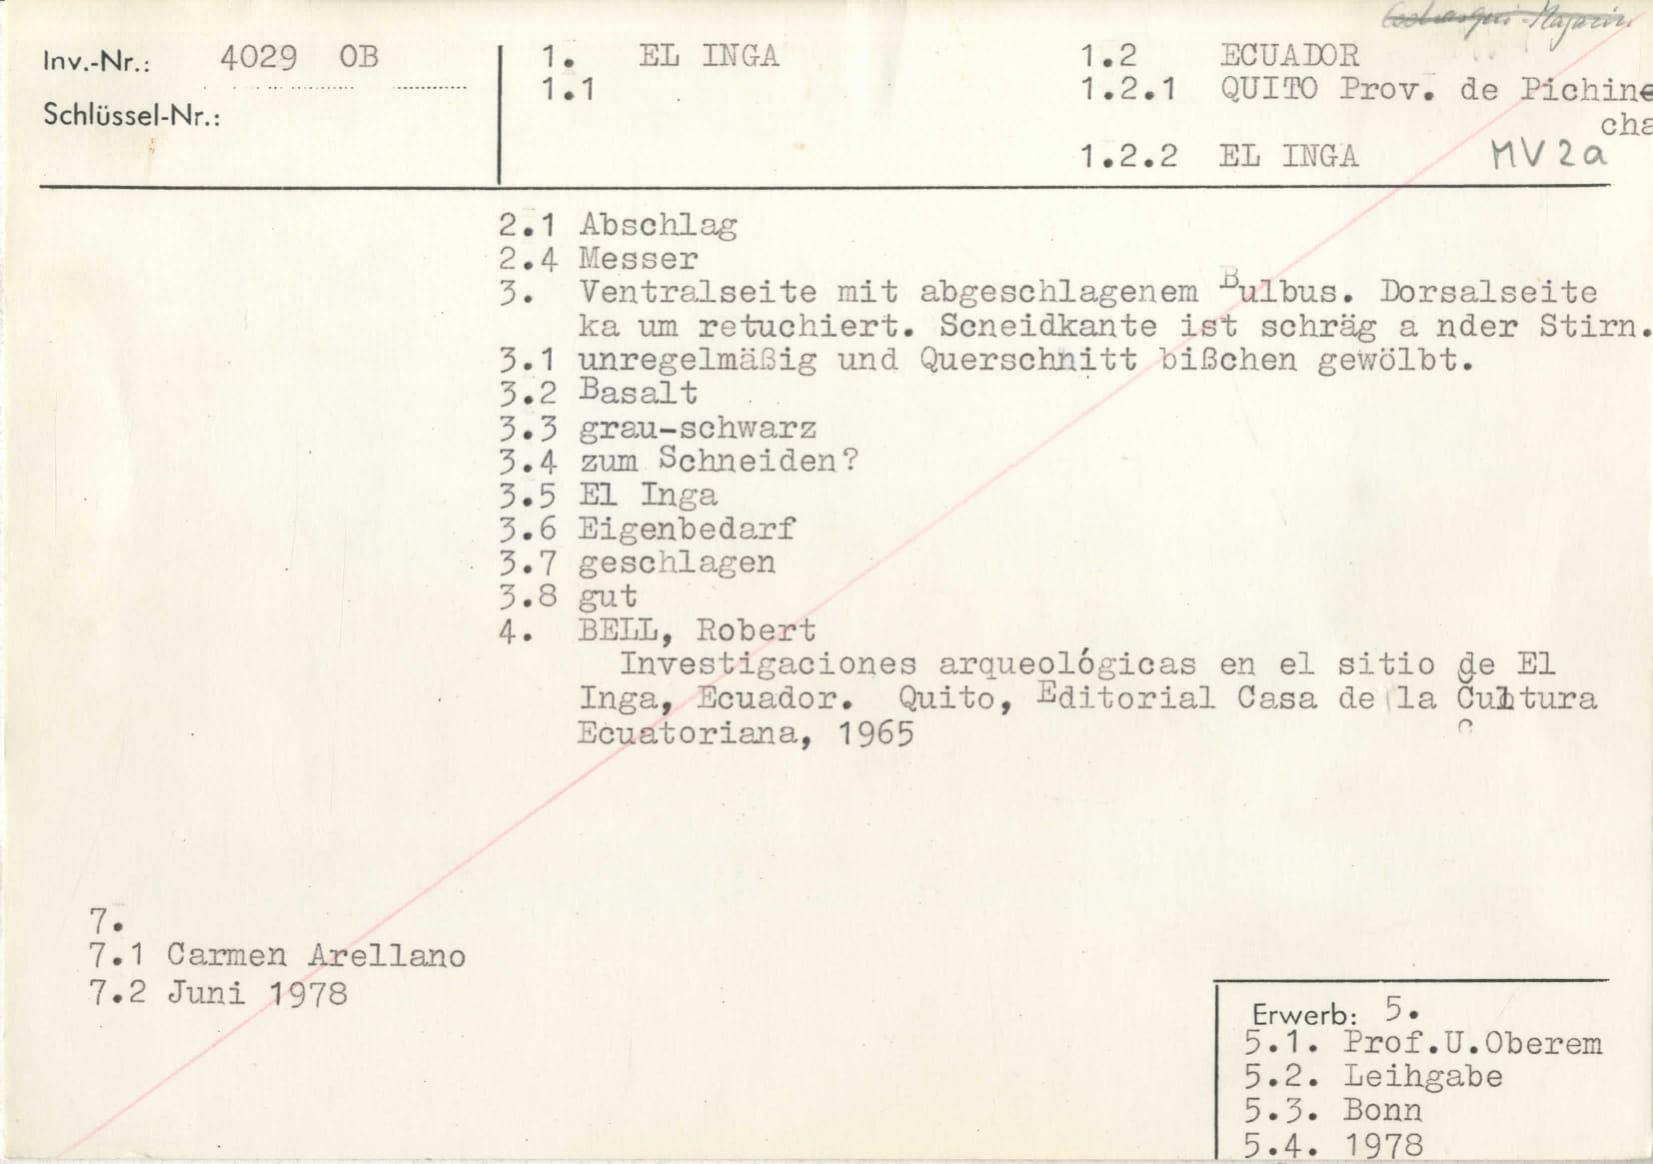 Cochasqui-Magazin
Inv.-Nr.: 4029 OB
Schlüssel-Nr.:
1. EL INGA
1.1
1.2 ECUADOR
1.2.1 QUITO Prov. de Pichin-
cha
1.2.2 EL INGA
MV 2a
2.1 Abschlag
2.4 Messer
3. Ventralseite mit abgeschlagenem Bulbus. Dorsalseite
ka um retuchiert. Scneidkante ist schräg a nder Stirn.
3.1 unregelmäßig und Querschnitt bißchen gewölbt.
3.2 Basalt
3.3 grau-schwarz
3.4 zum Schneiden?
3.5 El Inga
3.6 Eigenbedarf
3.7 geschlagen
3.8 gut
4. BELL, Robert
Investigaciones arqueológicas en el sitio de El
Inga, Ecuador. Quito, Editorial Casa de la Cultura
Ecuatoriana, 1965
7.
7.1 Carmen Arellano
7.2 Juni 1978
Erwerb: 5.
5.1. Prof.U.Oberem
5.2. Leihgabe
5.3. Bonn
5.4. 1978